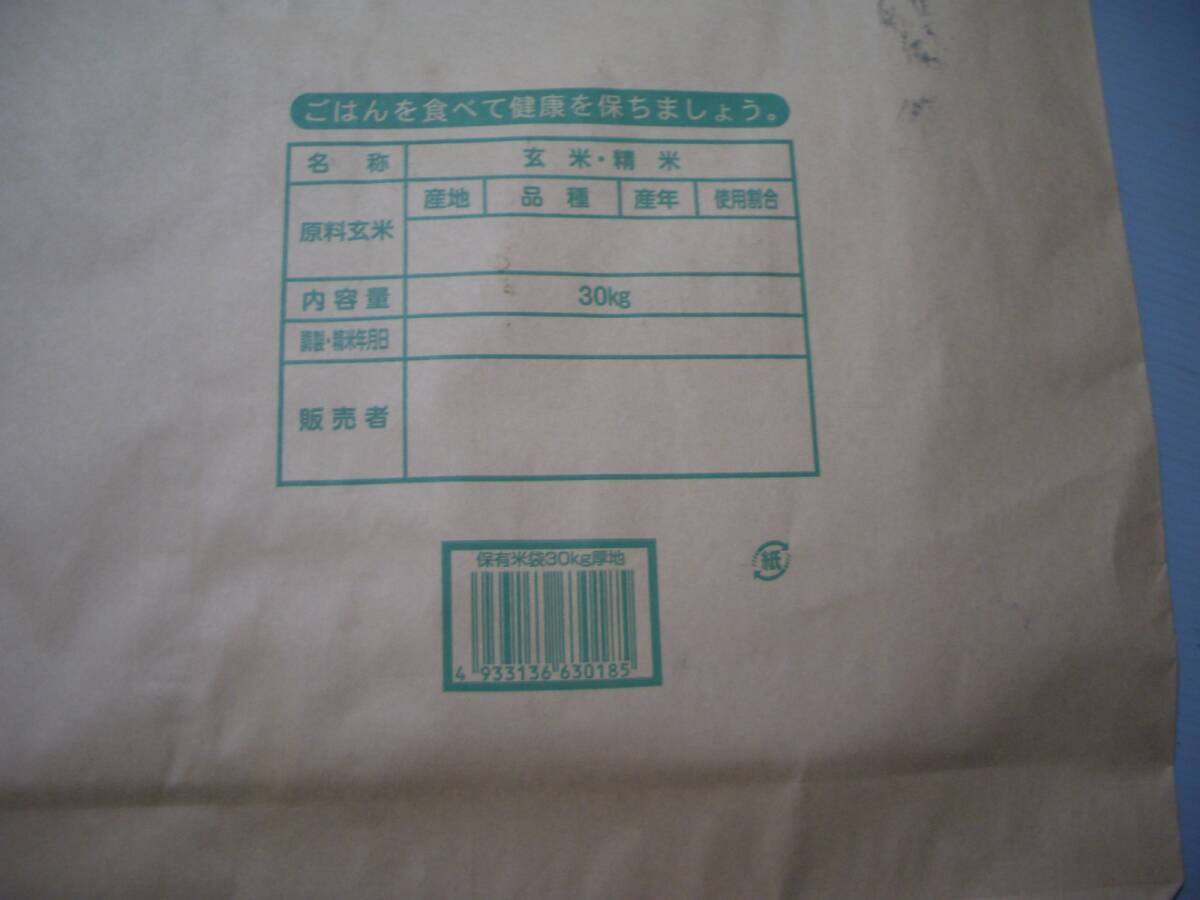 ごはんを食べて健康を保ちましょう。
名 称 玄 米・精 米
原料玄米 産地 品 種 産年 使用割合
内容量 30kg
調製・精米年月日
販売者
保有米袋30kg厚地
4 933136 630185
紙